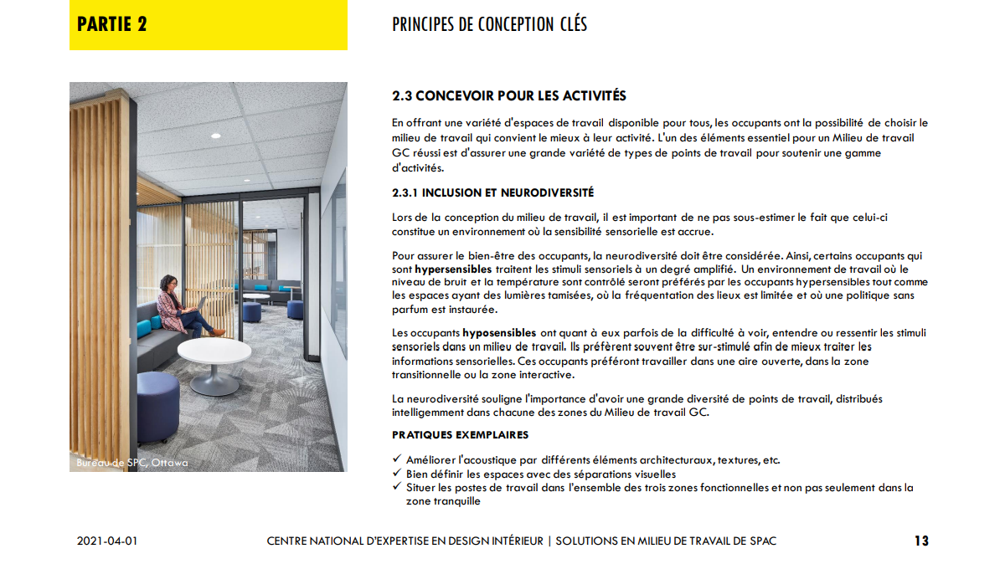 PARTIE 2
PRINCIPES DE CONCEPTION CLÉS
2.3 CONCEVOIR POUR LES ACTIVITÉS
En offrant une variété d'espaces de travail disponible pour tous, les occupants ont la possibilité de choisir le
milieu de travail qui convient le mieux à leur activité. L'un des éléments essentiel pour un Milieu de travail
GC réussi est d'assurer une grande variété de types de points de travail pour soutenir une gamme
d'activités.
2.3.1 INCLUSION ET NEURODIVERSITÉ
Lors de la conception du milieu de travail, il est important de ne pas sous-estimer le fait que celui-ci
constitue un environnement où la sensibilité sensorielle est accrue.
Pour assurer le bien-être des occupants, la neurodiversité doit être considérée. Ainsi, certains occupants qui
sont hypersensibles traitent les stimuli sensoriels à un degré amplifié. Un environnement de travail où le
niveau de bruit et la température sont contrôlé seront préférés par les occupants hypersensibles tout comme
les espaces ayant des lumières tamisées, où la fréquentation des lieux est limitée et où une politique sans
parfum est instaurée.
Les occupants hyposensibles ont quant à eux parfois de la difficulté à voir, entendre ou ressentir les stimuli
sensoriels dans un milieu de travail. Ils préfèrent souvent être sur-stimulé afin de mieux traiter les
informations sensorielles. Ces occupants préféront travailler dans une aire ouverte, dans la zone
transitionnelle ou la zone interactive.
La neurodiversité souligne l'importance d'avoir une grande diversité de points de travail, distribués
intelligemment dans chacune des zones du Milieu de travail GC.
PRATIQUES EXEMPLAIRES
✓ Améliorer l'acoustique par différents éléments architecturaux, textures, etc.
✓ Bien définir les espaces avec des séparations visuelles
✓ Situer les postes de travail dans l'ensemble des trois zones fonctionnelles et non pas seulement dans la
zone tranquille
Bureau de SPC, Ottawa
2021-04-01
CENTRE NATIONAL D'EXPERTISE EN DESIGN INTÉRIEUR | SOLUTIONS EN MILIEU DE TRAVAIL DE SPAC
13